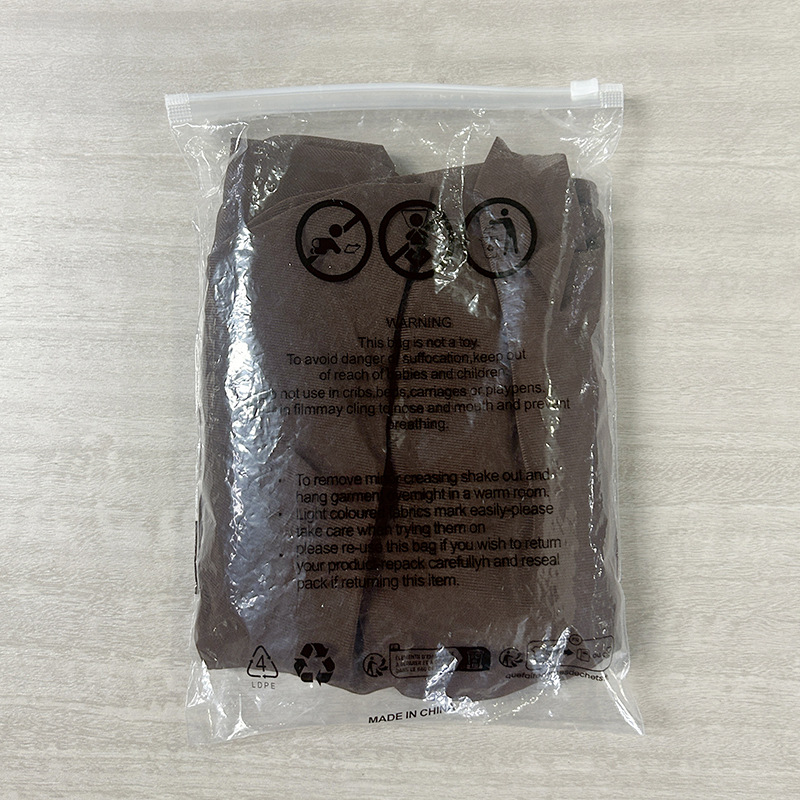 WARNING
This bag is not a toy.
To avoid danger of suffocation,keep out
of reach of babies and children.
not use in cribs,beds,carriages or playpens.
in filmmay cling to nose and mouth and prevent
breathing.
To remove minor creasing shake out and
hang garment overnight in a warm room.
Light coloured fabrics mark easily-please
take care when trying them on
please re-use this bag if you wish to return
your product repack carefullyh and reseal
pack if returning this item.
4
LDPE
MADE IN CHINA